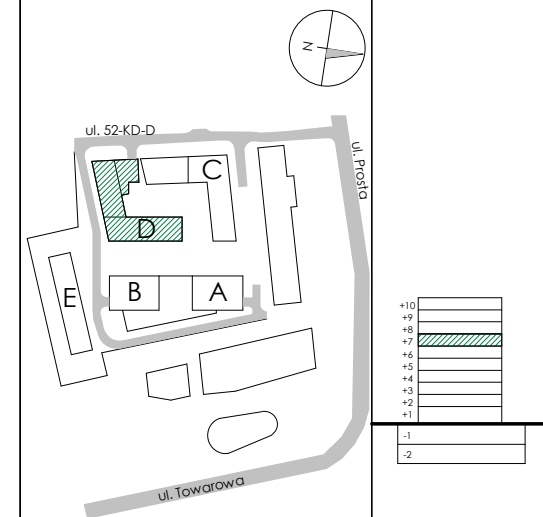 N
ul. 52-KD-D
C
ul. Prosta
D
E
B
A
+10
+9
+8
+7
+6
+5
+4
+3
+2
+1
-1
-2
ul. Towarowa